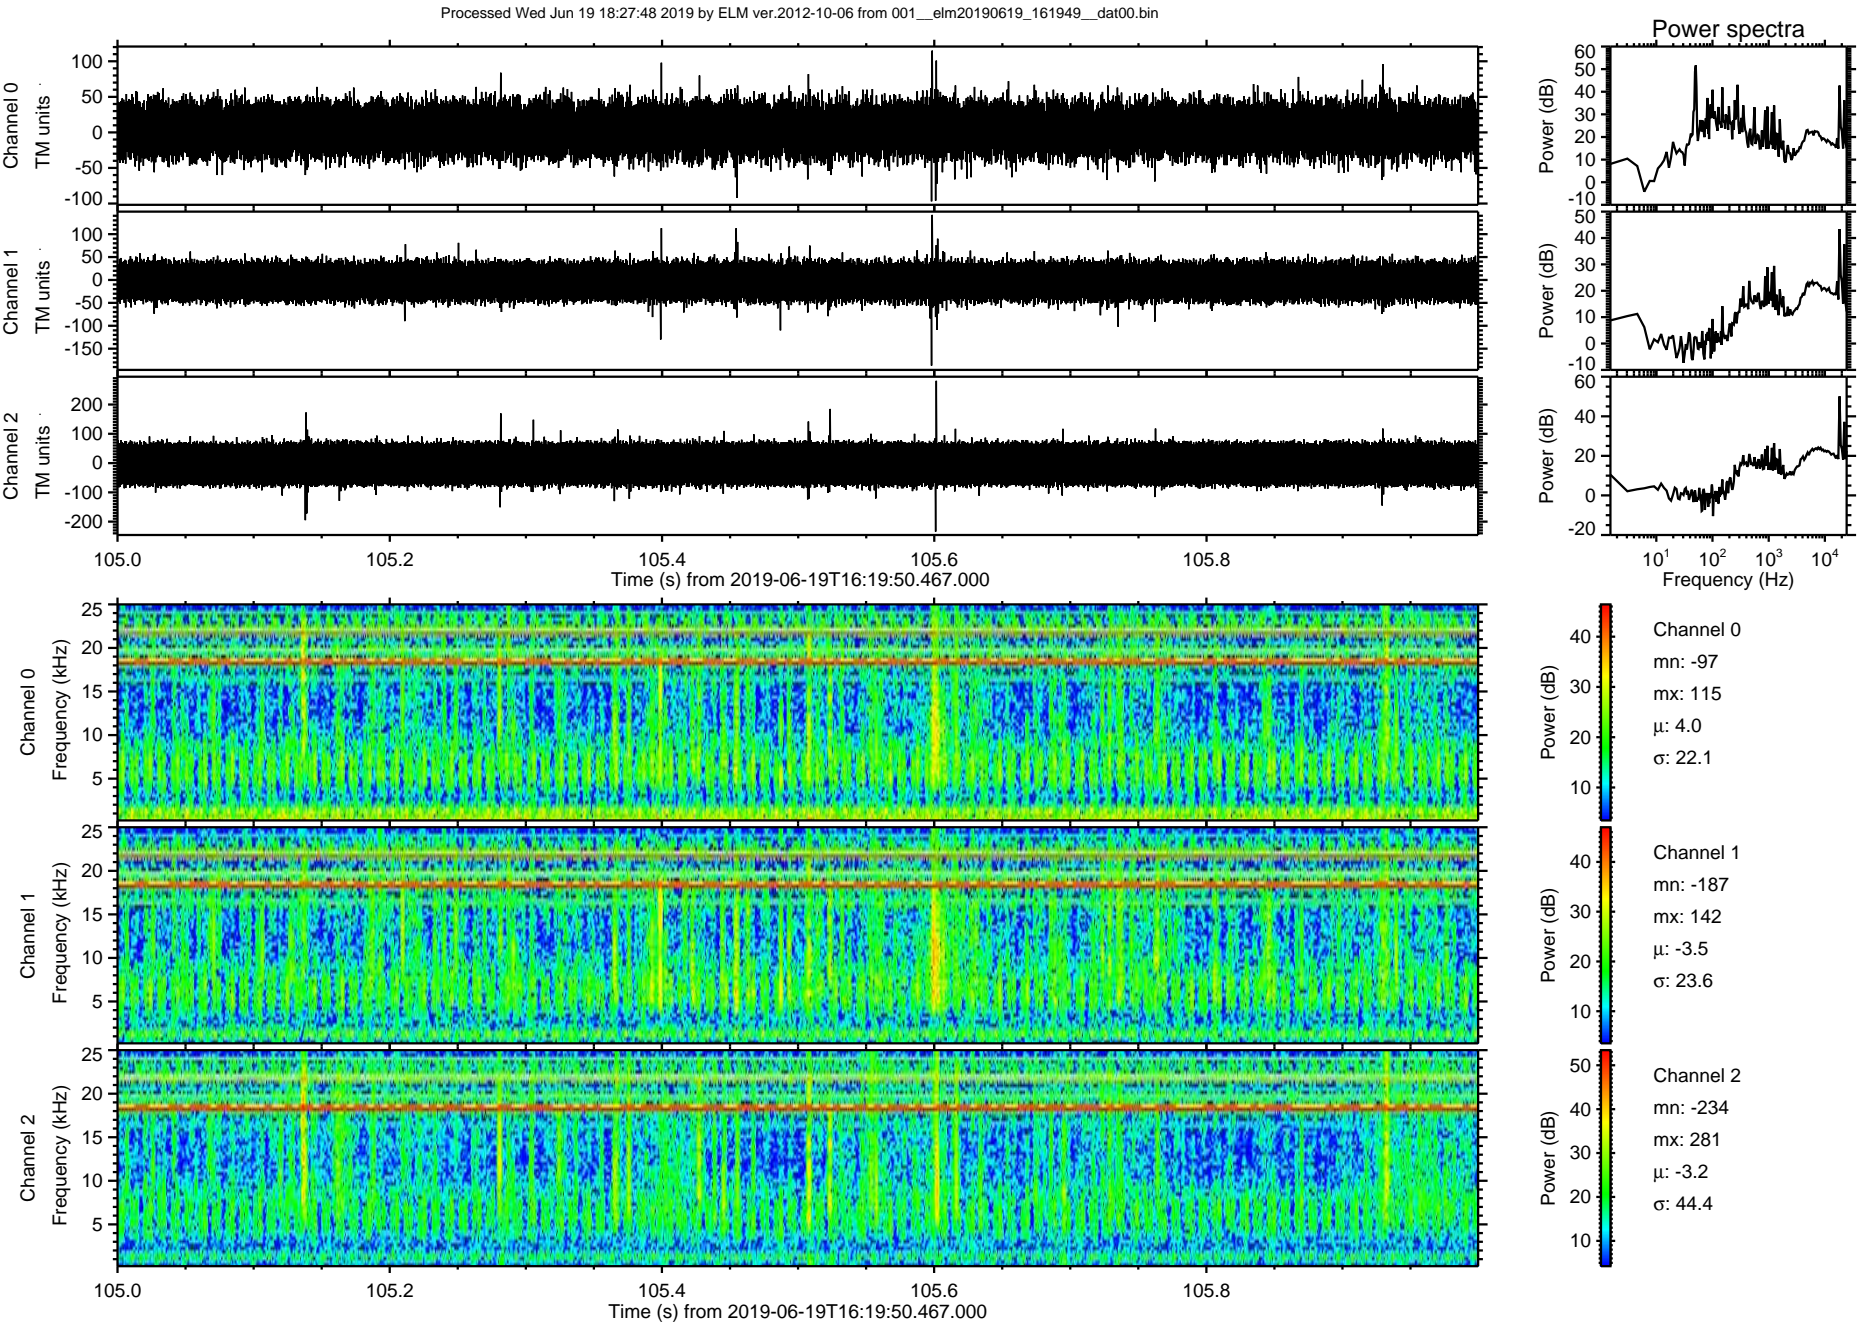 Processed Wed Jun 19 18:27:48 2019 by ELM ver.2012-10-06 from 001__elm20190619_161949__dat00.bin
Power spectra
Channel 0
TM units
100
50
0
-50
-100
Power (dB)
60
50
40
30
20
10
0
-10
Channel 1
TM units
100
50
0
-50
-100
-150
Power (dB)
50
40
30
20
10
0
-10
Channel 2
TM units
200
100
0
-100
-200
Power (dB)
60
40
20
0
-20
105.0 105.2 105.4 105.6 105.8
Time (s) from 2019-06-19T16:19:50.467.000
10¹ 10² 10³ 10⁴
Frequency (Hz)
Channel 0
Frequency (kHz)
25
20
15
10
5
Power (dB)
40
30
20
10
Channel 0
mn: -97
mx: 115
μ: 4.0
σ: 22.1
Channel 1
Frequency (kHz)
25
20
15
10
5
Power (dB)
40
30
20
10
Channel 1
mn: -187
mx: 142
μ: -3.5
σ: 23.6
Channel 2
Frequency (kHz)
25
20
15
10
5
Power (dB)
50
40
30
20
10
Channel 2
mn: -234
mx: 281
μ: -3.2
σ: 44.4
105.0 105.2 105.4 105.6 105.8
Time (s) from 2019-06-19T16:19:50.467.000